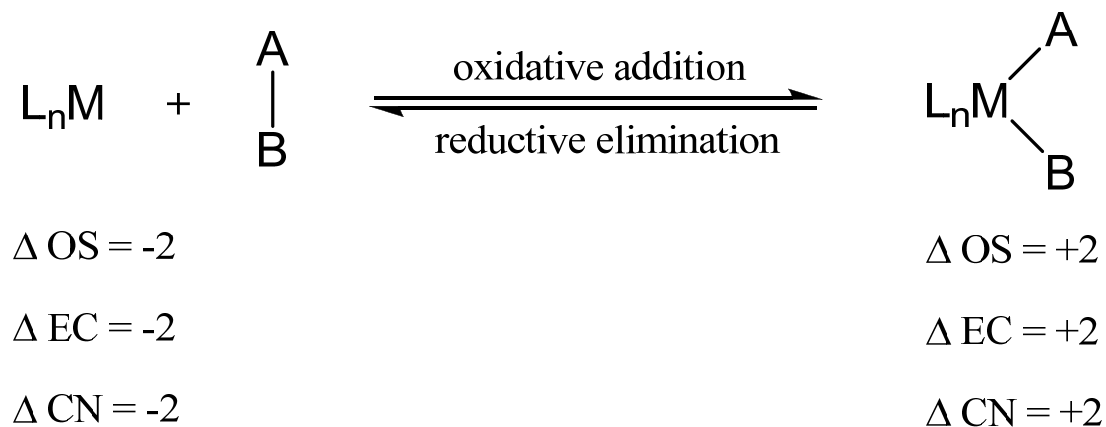 oxidative addition
LnM + A B LnM A B
reductive elimination
Δ OS = -2 Δ OS = +2
Δ EC = -2 Δ EC = +2
Δ CN = -2 Δ CN = +2